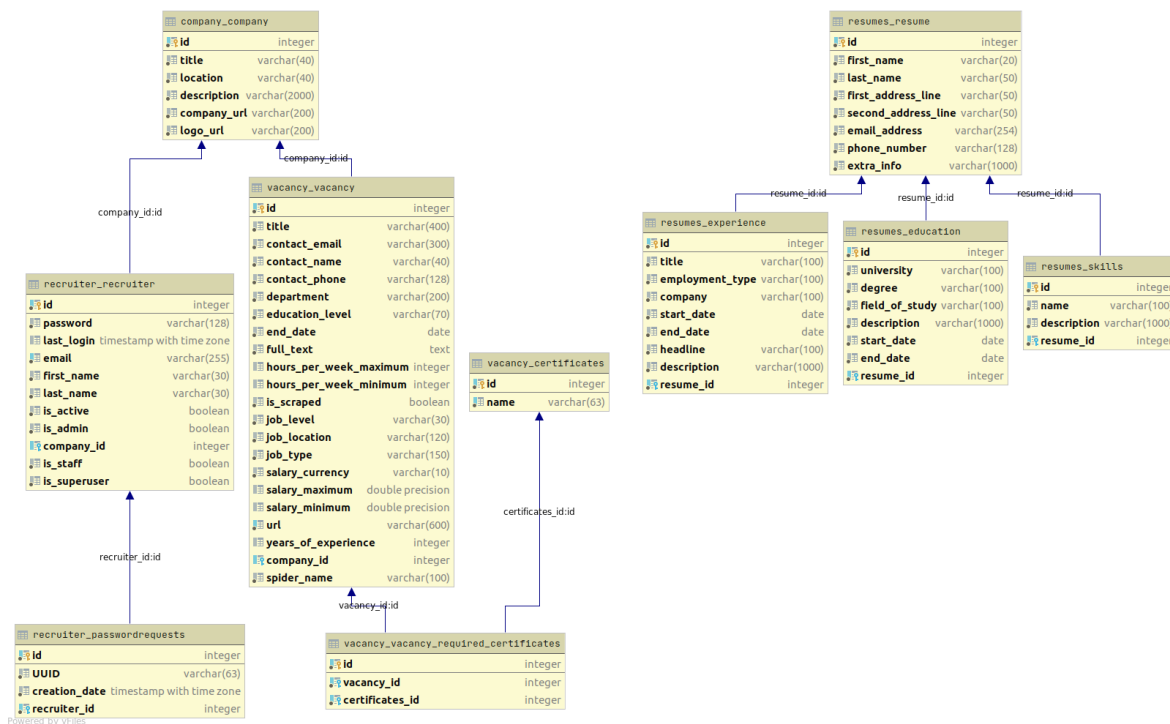 company_company
id integer
title varchar(40)
location varchar(40)
description varchar(2000)
company_url varchar(200)
logo_url varchar(200)
resumes_resume
id integer
first_name varchar(20)
last_name varchar(50)
first_address_line varchar(50)
second_address_line varchar(50)
email_address varchar(254)
phone_number varchar(128)
extra_info varchar(1000)
company_id:id
company_id:id
resume_id:id
resume_id:id
resume_id:id
vacancy_vacancy
id integer
title varchar(400)
contact_email varchar(300)
contact_name varchar(40)
contact_phone varchar(128)
department varchar(200)
education_level varchar(70)
end_date date
full_text text
hours_per_week_maximum integer
hours_per_week_minimum integer
is_scraped boolean
job_level varchar(30)
job_location varchar(120)
job_type varchar(150)
salary_currency varchar(10)
salary_maximum double precision
salary_minimum double precision
url varchar(600)
years_of_experience integer
company_id integer
spider_name varchar(100)
resumes_experience
id integer
title varchar(100)
employment_type varchar(100)
company varchar(100)
start_date date
end_date date
headline varchar(100)
description varchar(1000)
resume_id integer
resumes_education
id integer
university varchar(100)
degree varchar(100)
field_of_study varchar(100)
description varchar(1000)
start_date date
end_date date
resume_id integer
resumes_skills
id integer
name varchar(100)
description varchar(1000)
resume_id integer
recruiter_recruiter
id integer
password varchar(128)
last_login timestamp with time zone
email varchar(255)
first_name varchar(30)
last_name varchar(30)
is_active boolean
is_admin boolean
company_id integer
is_staff boolean
is_superuser boolean
vacancy_certificates
id integer
name varchar(63)
certificates_id:id
recruiter_id:id
vacancy_id:id
recruiter_passwordrequests
id integer
UUID varchar(63)
creation_date timestamp with time zone
recruiter_id integer
vacancy_vacancy_required_certificates
id integer
vacancy_id integer
certificates_id integer
Powered by yFiles